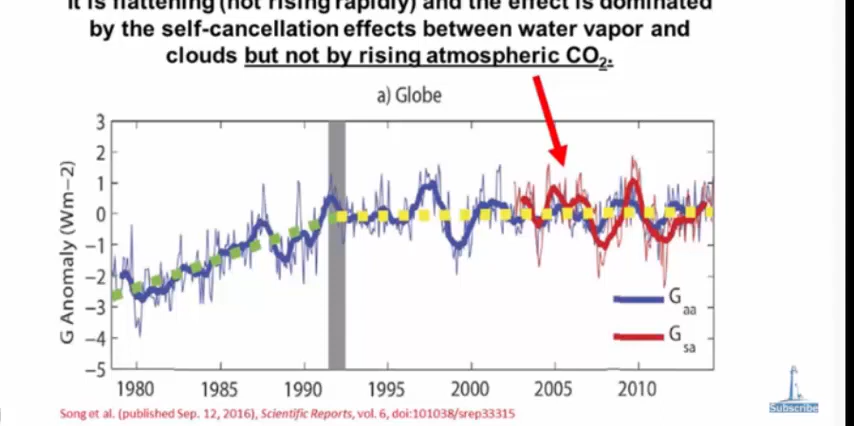 it is flattening (not rising rapidly) and the effect is dominated
by the self-cancellation effects between water vapor and
clouds but not by rising atmospheric CO₂.
a) Globe
G Anomaly (Wm−2)
3
2
1
0
−1
−2
−3
−4
−5
G aa
G sa
1980 1985 1990 1995 2000 2005 2010
Song et al. (published Sep. 12, 2016), Scientific Reports, vol. 6, doi:101038/srep33315
Subscribe